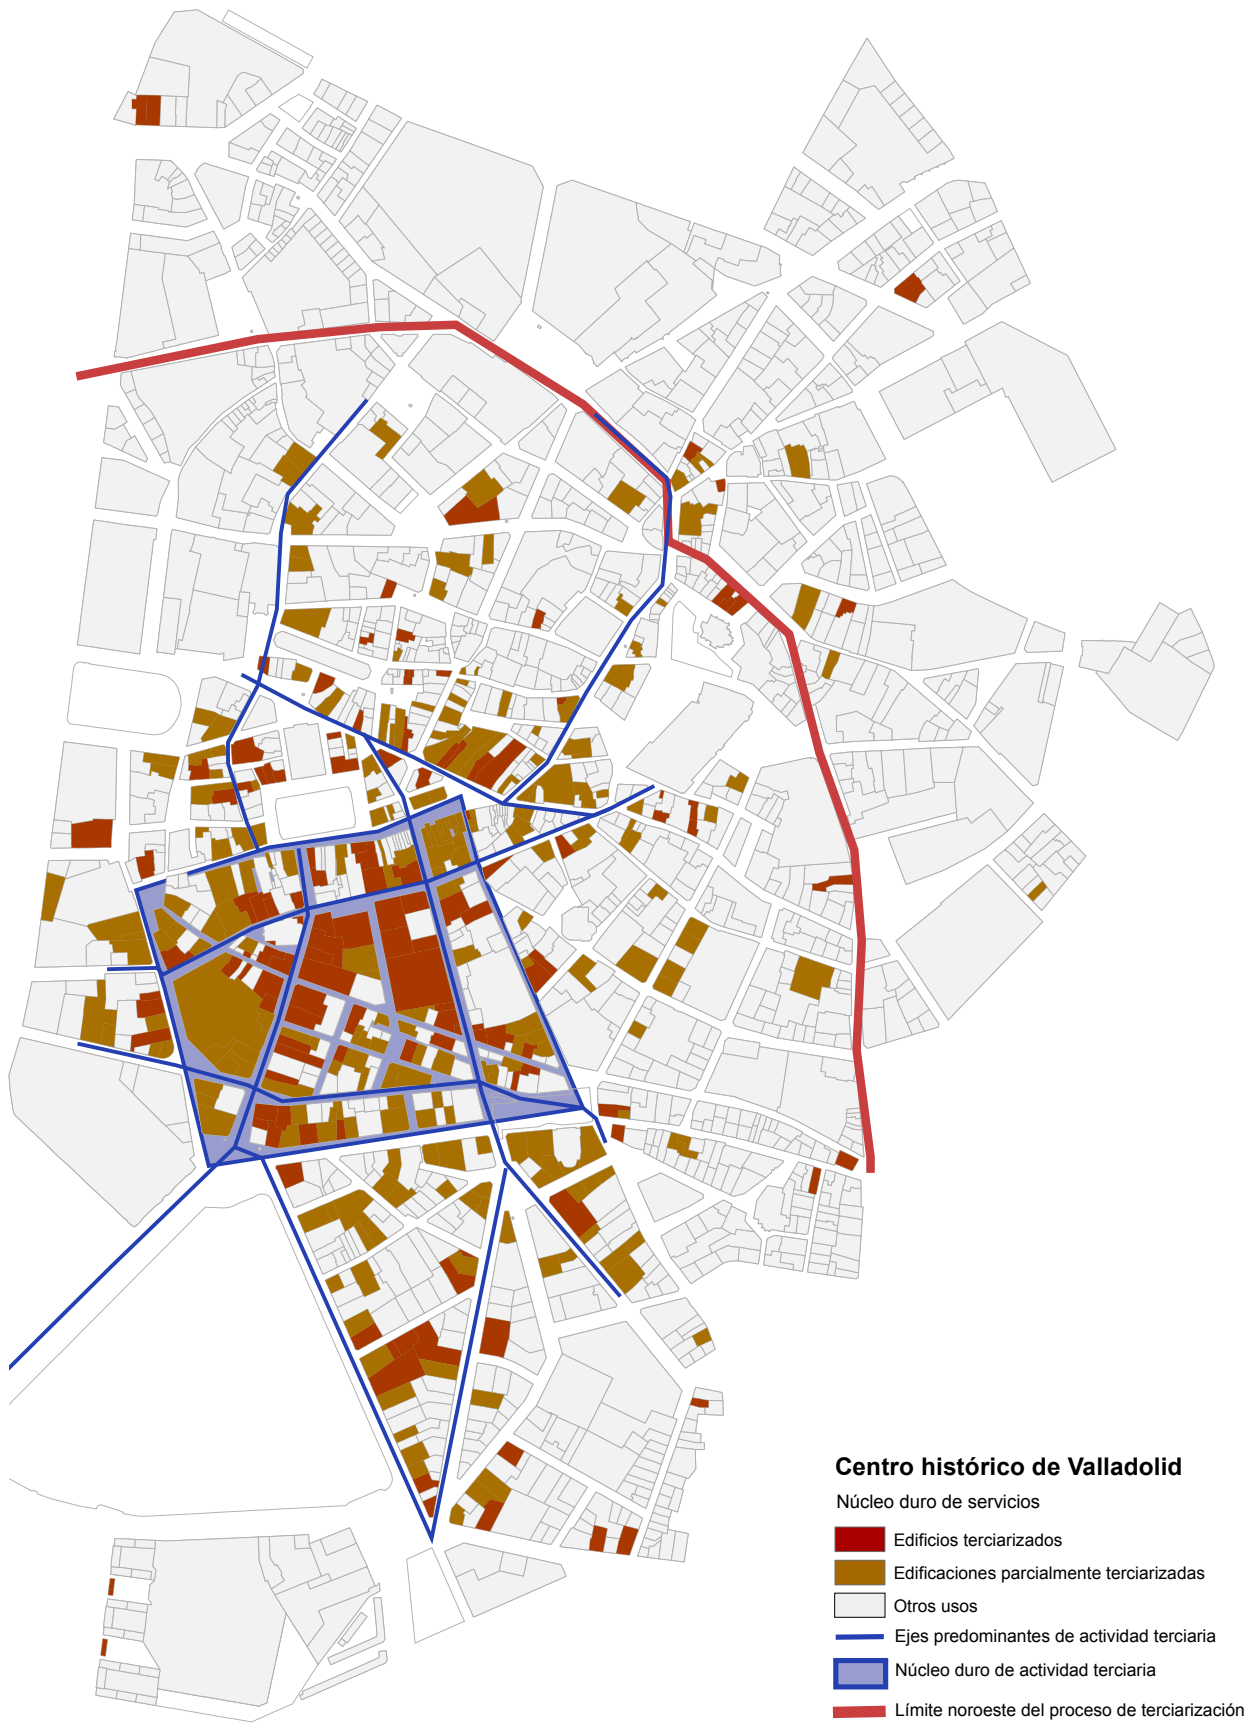 Centro histórico de Valladolid
Núcleo duro de servicios
Edificios terciarizados
Edificaciones parcialmente terciarizadas
Otros usos
Ejes predominantes de actividad terciaria
Núcleo duro de actividad terciaria
Límite noroeste del proceso de terciarización